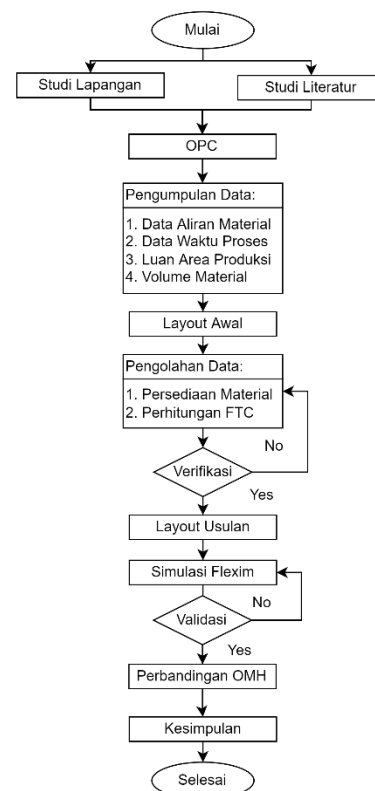 Mulai
Studi Lapangan
Studi Literatur
OPC
Pengumpulan Data:
1. Data Aliran Material
2. Data Waktu Proses
3. Luan Area Produksi
4. Volume Material
Layout Awal
Pengolahan Data:
1. Persediaan Material
2. Perhitungan FTC
No
Verifikasi
Yes
Layout Usulan
Simulasi Flexim
No
Validasi
Yes
Perbandingan OMH
Kesimpulan
Selesai